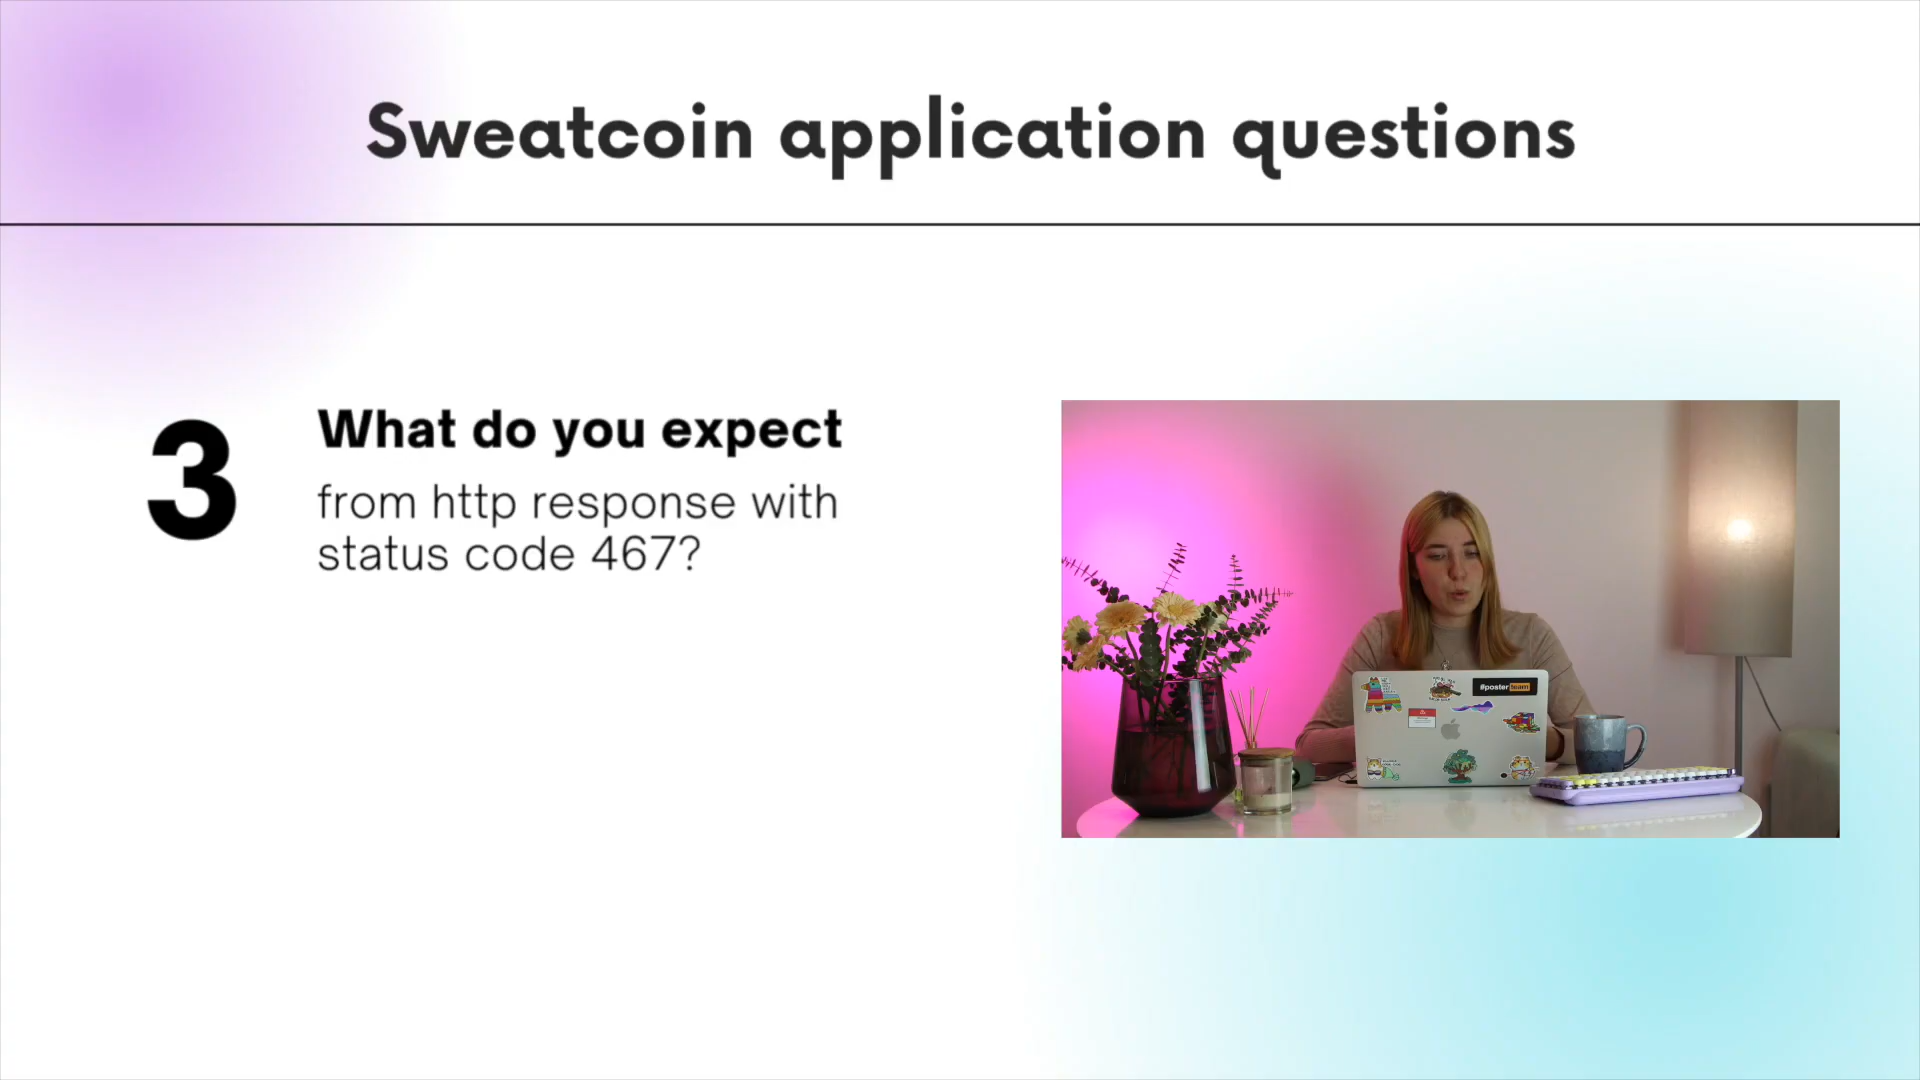 Sweatcoin application questions
3
What do you expect
from http response with
status code 467?
#posterteam